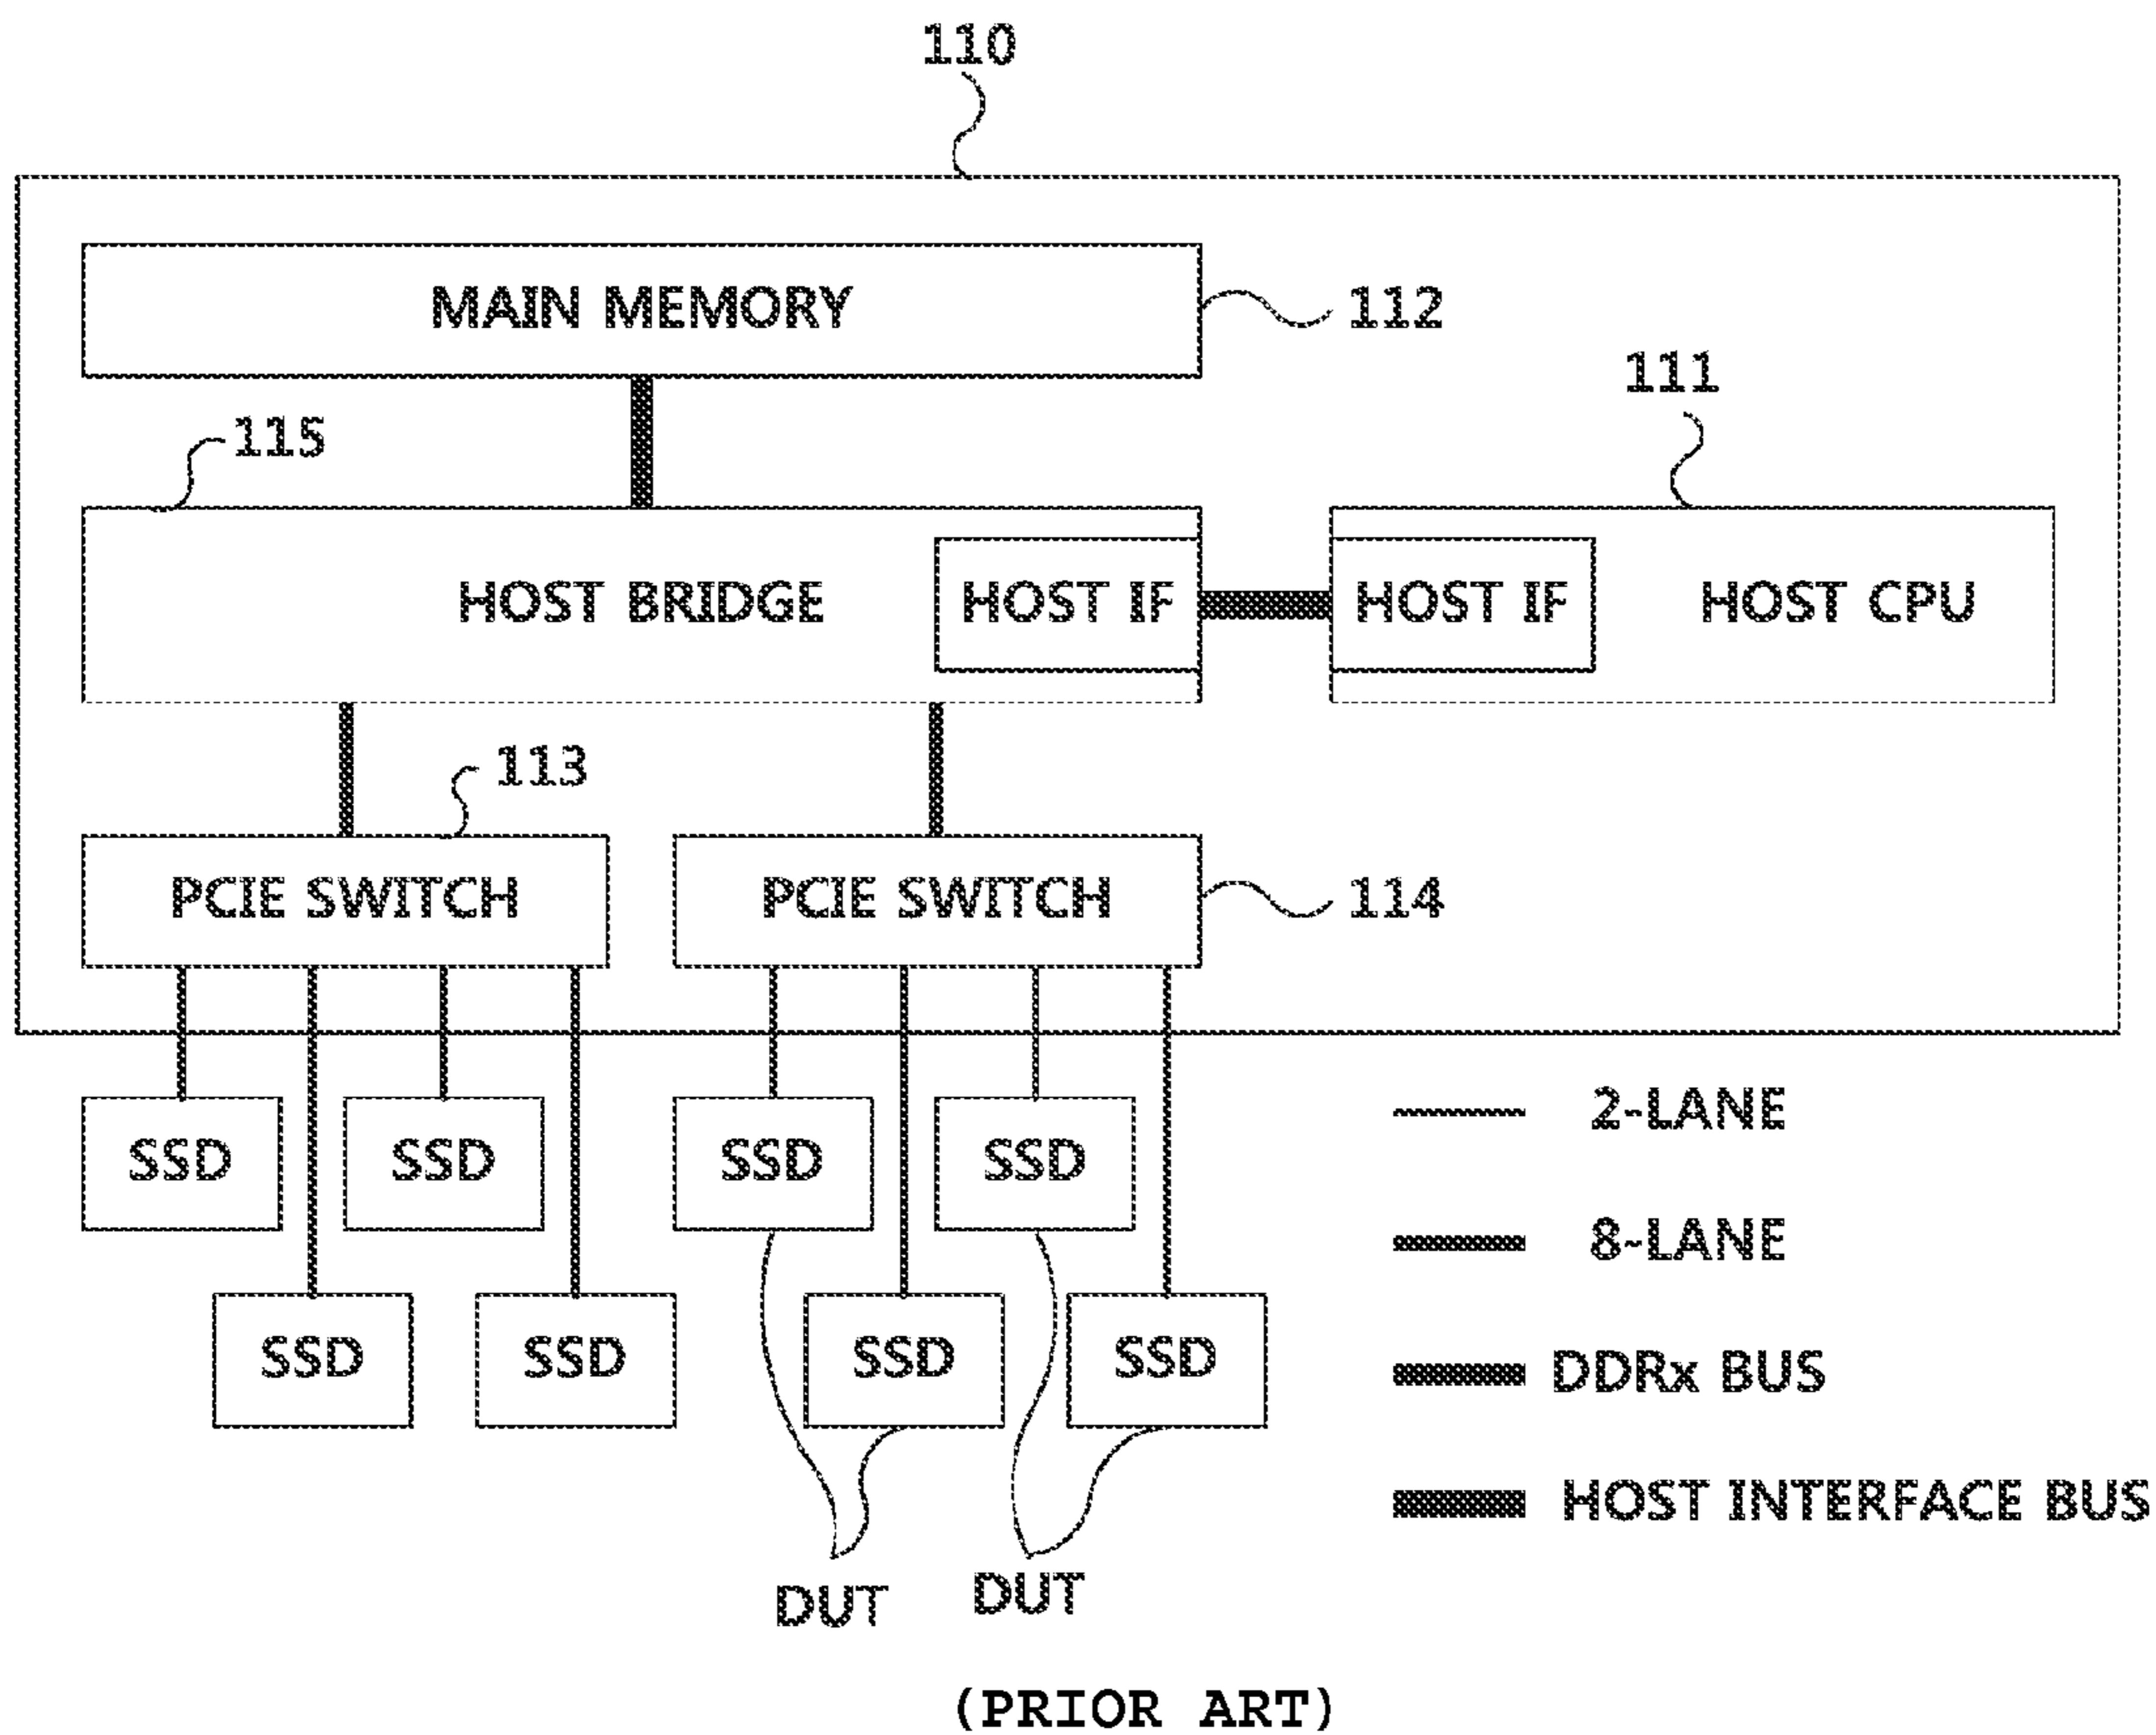 110
MAIN MEMORY
112
111
115
HOST BRIDGE
HOST IF
HOST IF
HOST CPU
113
PCIE SWITCH
PCIE SWITCH
114
2-LANE
SSD
SSD
SSD
SSD
8-LANE
SSD
SSD
SSD
SSD
DDRx BUS
HOST INTERFACE BUS
DUT
DUT
(PRIOR ART)